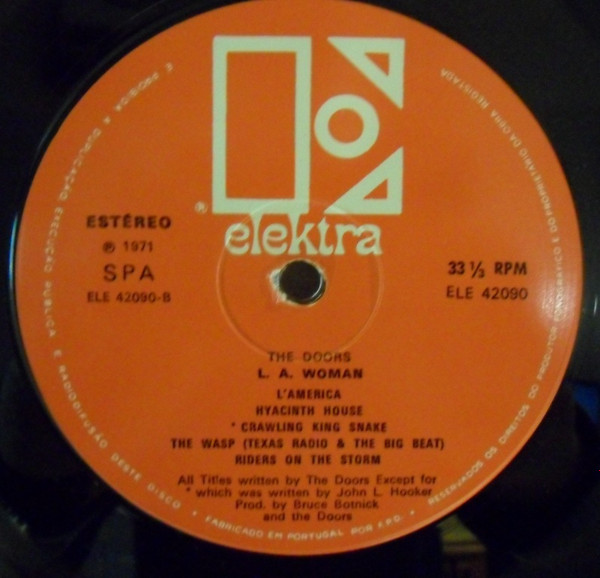 elektra
®
ESTÉREO
℗ 1971
SPA
ELE 42090-B
33 ⅓ RPM
ELE 42090
THE DOORS
L. A. WOMAN
L'AMERICA
HYACINTH HOUSE
* CRAWLING KING SNAKE
THE WASP (TEXAS RADIO & THE BIG BEAT)
RIDERS ON THE STORM
All Titles written by The Doors Except for
* which was written by John L. Hooker
Prod. by Bruce Botnick
and the Doors
É PROIBIDA A DUPLICAÇÃO, EXECUÇÃO PÚBLICA E RADIODIFUSÃO DESTE DISCO • FABRICADO EM PORTUGAL POR F.P.D. • RESERVADOS OS DIREITOS DO PRODUTOR FONOGRÁFICO E DO PROPRIETÁRIO DA OBRA REGISTADA